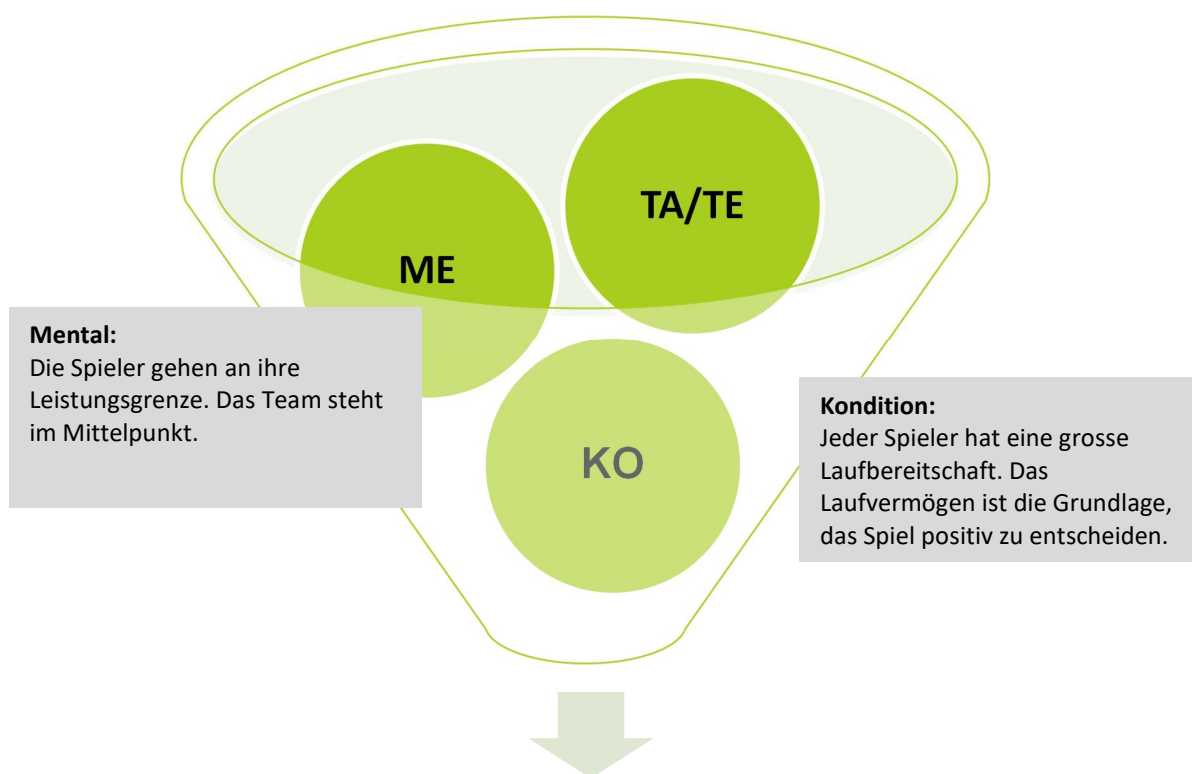 TA/TE
ME
Mental:
Die Spieler gehen an ihre
Leistungsgrenze. Das Team steht
im Mittelpunkt.
Kondition:
Jeder Spieler hat eine grosse
Laufbereitschaft. Das
Laufvermögen ist die Grundlage,
das Spiel positiv zu entscheiden.
KO